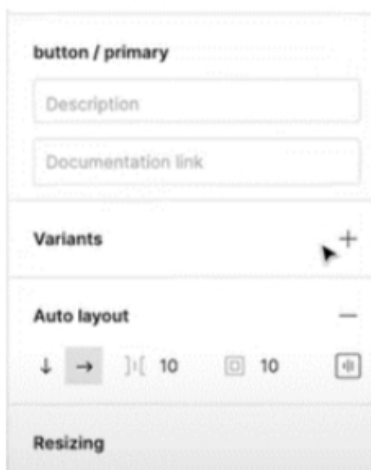 button / primary
Description
Documentation link
Variants
Auto layout
10 10
Resizing